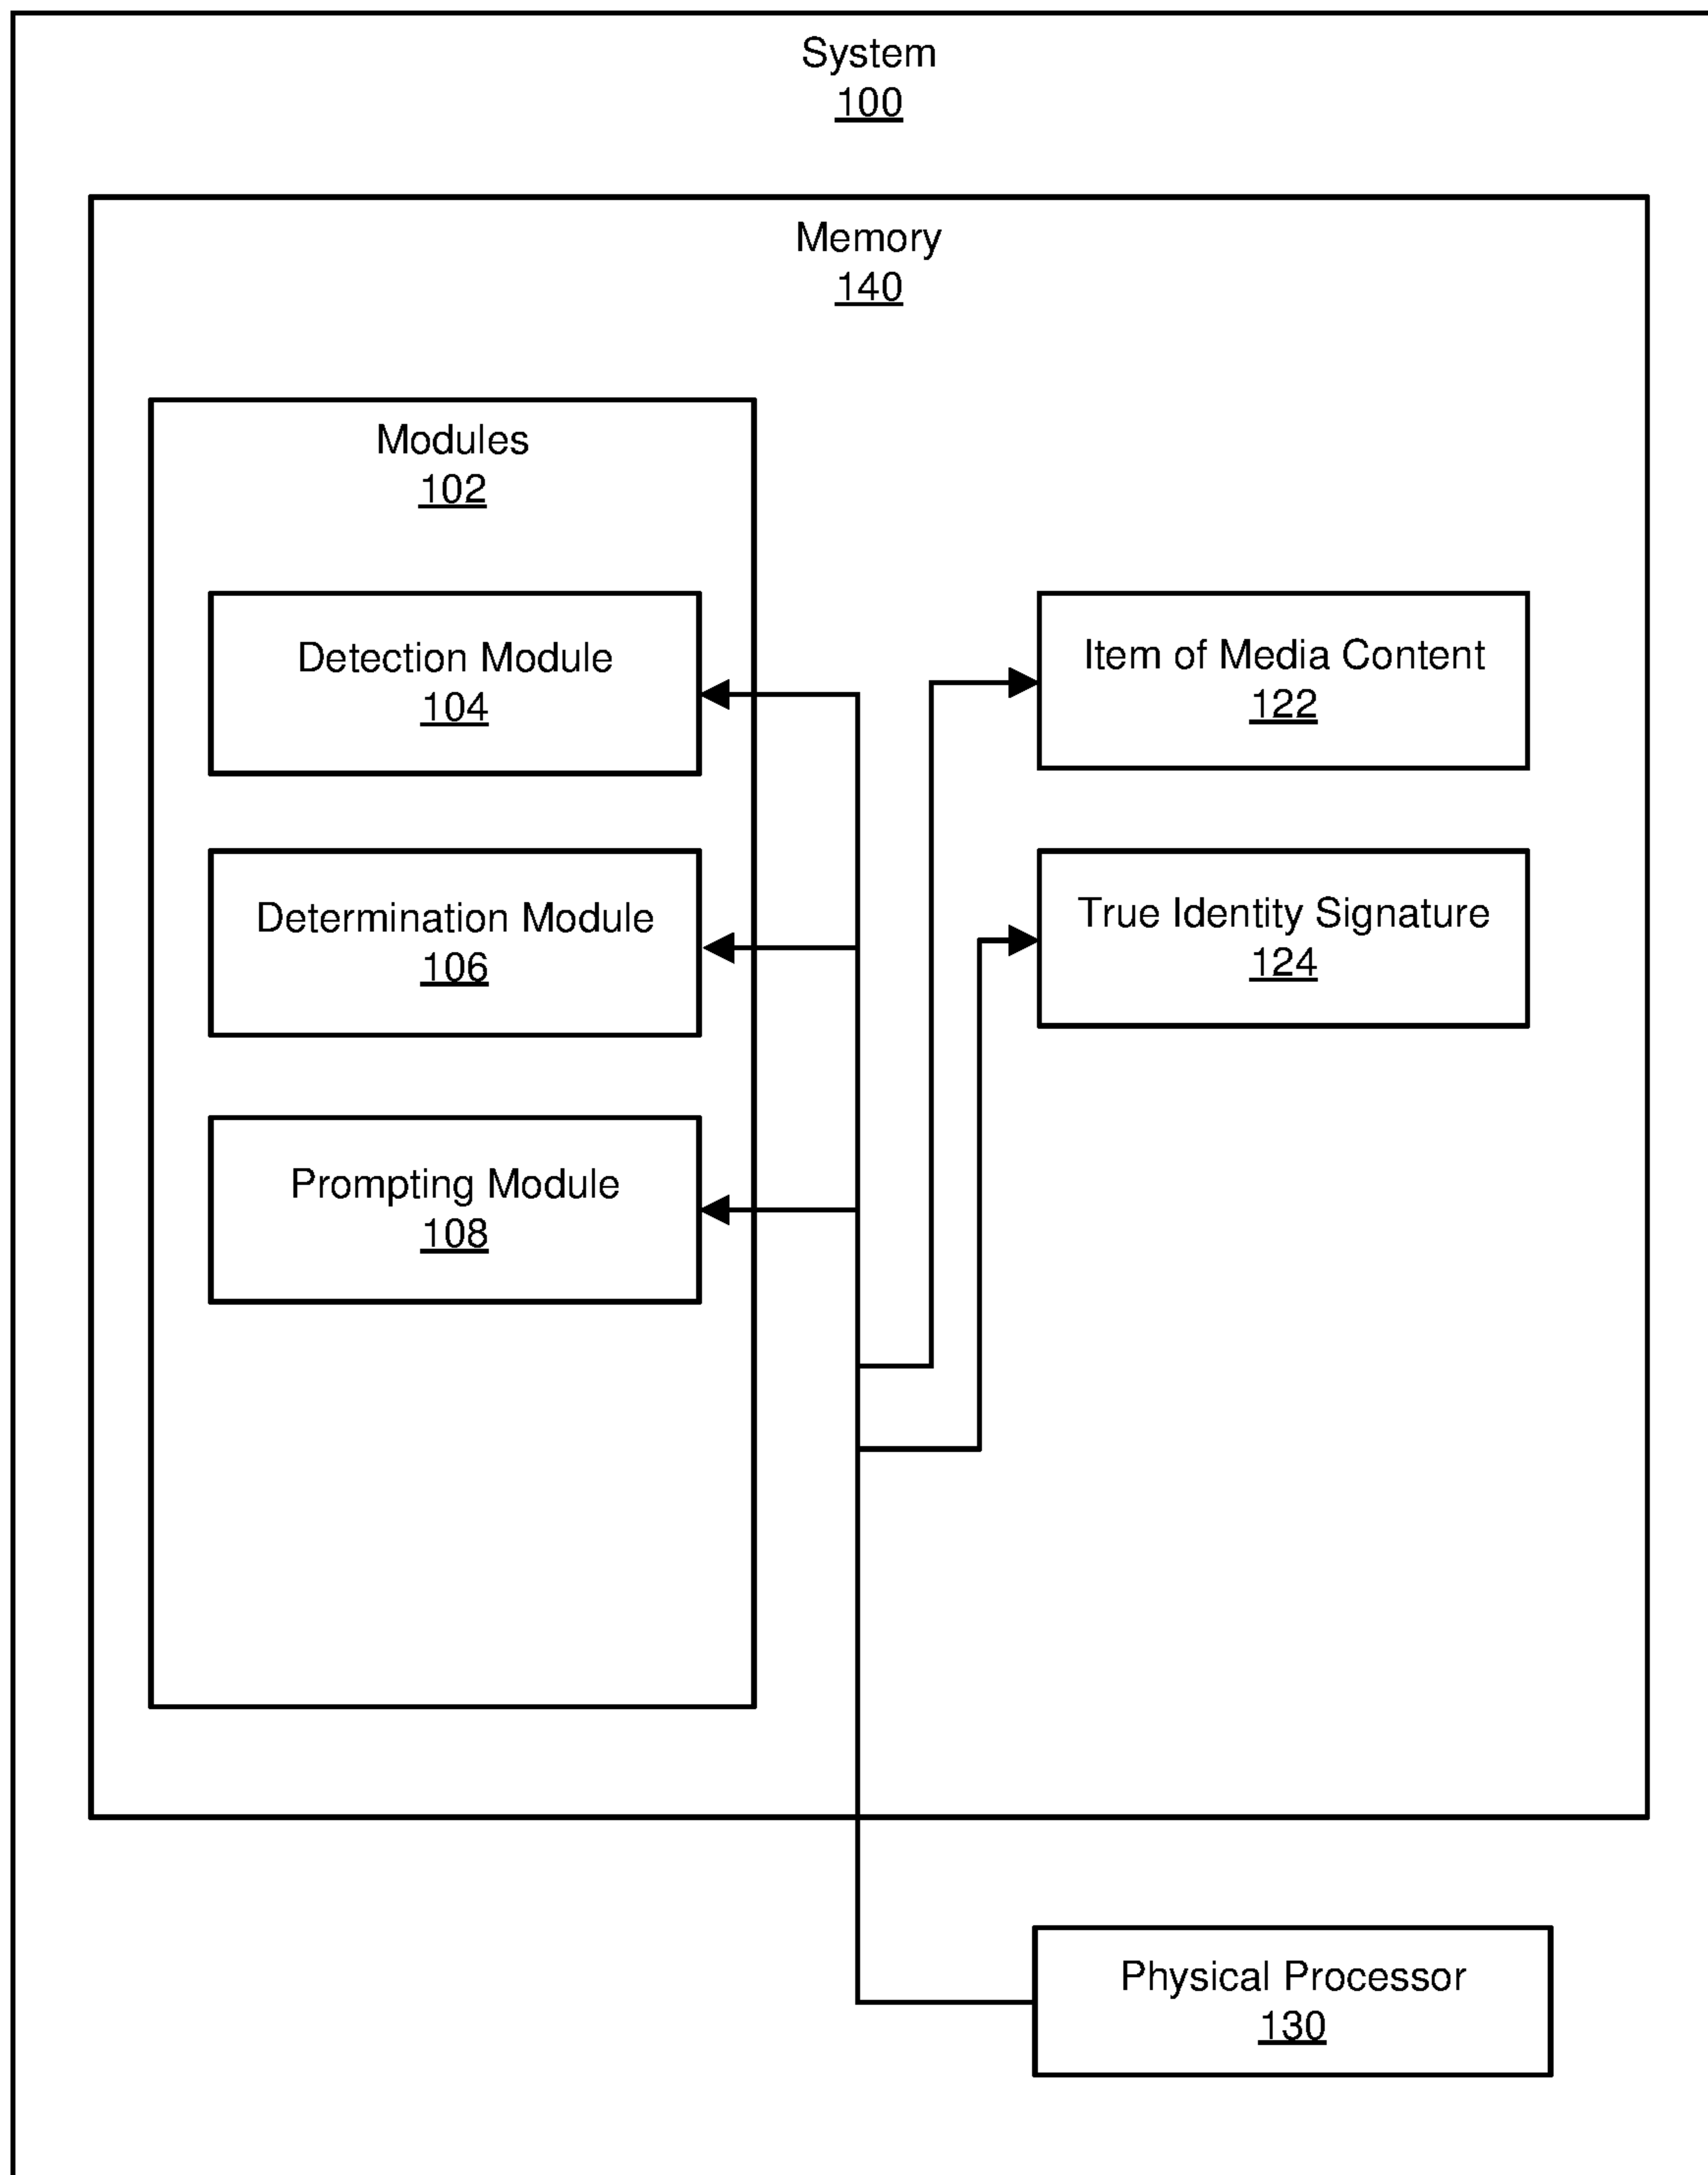 System
100
Memory
140
Modules
102
Detection Module
104
Determination Module
106
Prompting Module
108
Item of Media Content
122
True Identity Signature
124
Physical Processor
130